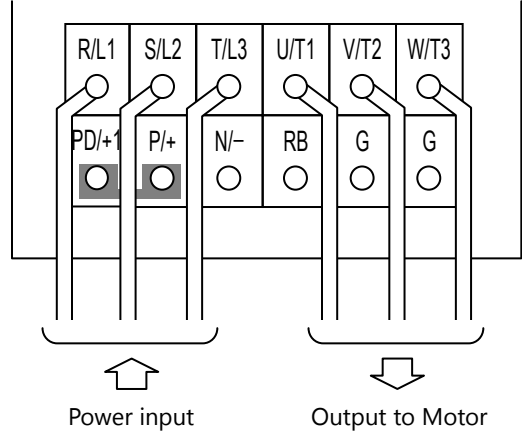 R/L1 S/L2 T/L3 U/T1 V/T2 W/T3
PD/+1 P/+ N/− RB G G
Power input Output to Motor